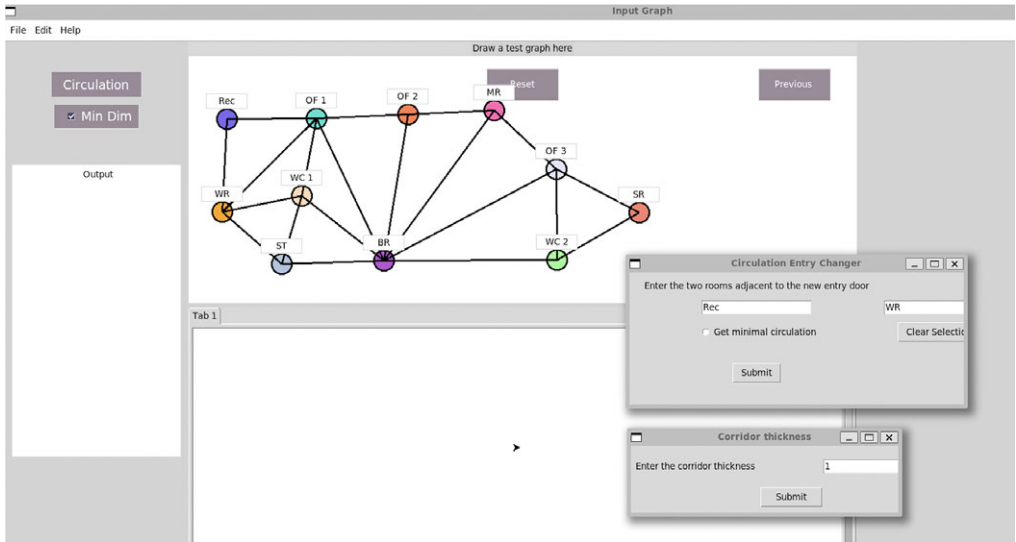 Input Graph
File Edit Help
Draw a test graph here
Circulation
Min Dim
Reset
Previous
Output
Rec
OF 1
OF 2
MR
OF 3
WR
WC 1
SR
ST
BR
WC 2
Tab 1
Circulation Entry Changer
Enter the two rooms adjacent to the new entry door
Rec WR
Get minimal circulation Clear Selectic
Submit
Corridor thickness
Enter the corridor thickness 1
Submit